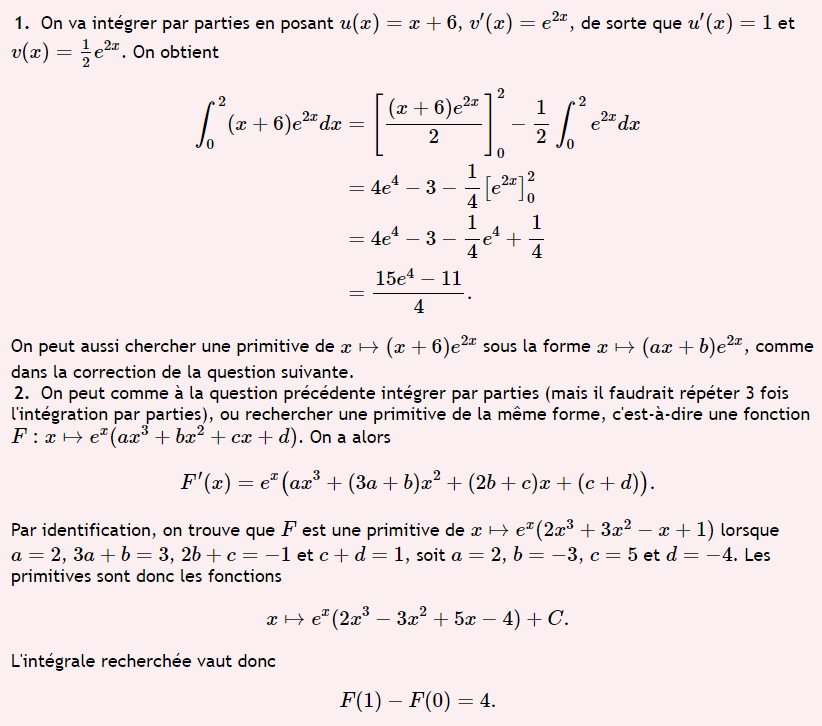 1. On va intégrer par parties en posant $u(x) = x + 6$, $v'(x) = e^{2x}$, de sorte que $u'(x) = 1$ et
$v(x) = \frac{1}{2}e^{2x}$. On obtient
$\int_0^2 (x+6)e^{2x}dx = \left[\frac{(x+6)e^{2x}}{2}\right]_0^2 - \frac{1}{2}\int_0^2 e^{2x}dx$
$= 4e^4 - 3 - \frac{1}{4}\left[e^{2x}\right]_0^2$
$= 4e^4 - 3 - \frac{1}{4}e^4 + \frac{1}{4}$
$= \frac{15e^4 - 11}{4}.$
On peut aussi chercher une primitive de $x \mapsto (x+6)e^{2x}$ sous la forme $x \mapsto (ax+b)e^{2x}$, comme
dans la correction de la question suivante.
2. On peut comme à la question précédente intégrer par parties (mais il faudrait répéter 3 fois
l'intégration par parties), ou rechercher une primitive de la même forme, c'est-à-dire une fonction
$F : x \mapsto e^x(ax^3 + bx^2 + cx + d)$. On a alors
$F'(x) = e^x\left(ax^3 + (3a+b)x^2 + (2b+c)x + (c+d)\right).$
Par identification, on trouve que $F$ est une primitive de $x \mapsto e^x(2x^3 + 3x^2 - x + 1)$ lorsque
$a = 2$, $3a + b = 3$, $2b + c = -1$ et $c + d = 1$, soit $a = 2$, $b = -3$, $c = 5$ et $d = -4$. Les
primitives sont donc les fonctions
$x \mapsto e^x(2x^3 - 3x^2 + 5x - 4) + C.$
L'intégrale recherchée vaut donc
$F(1) - F(0) = 4.$